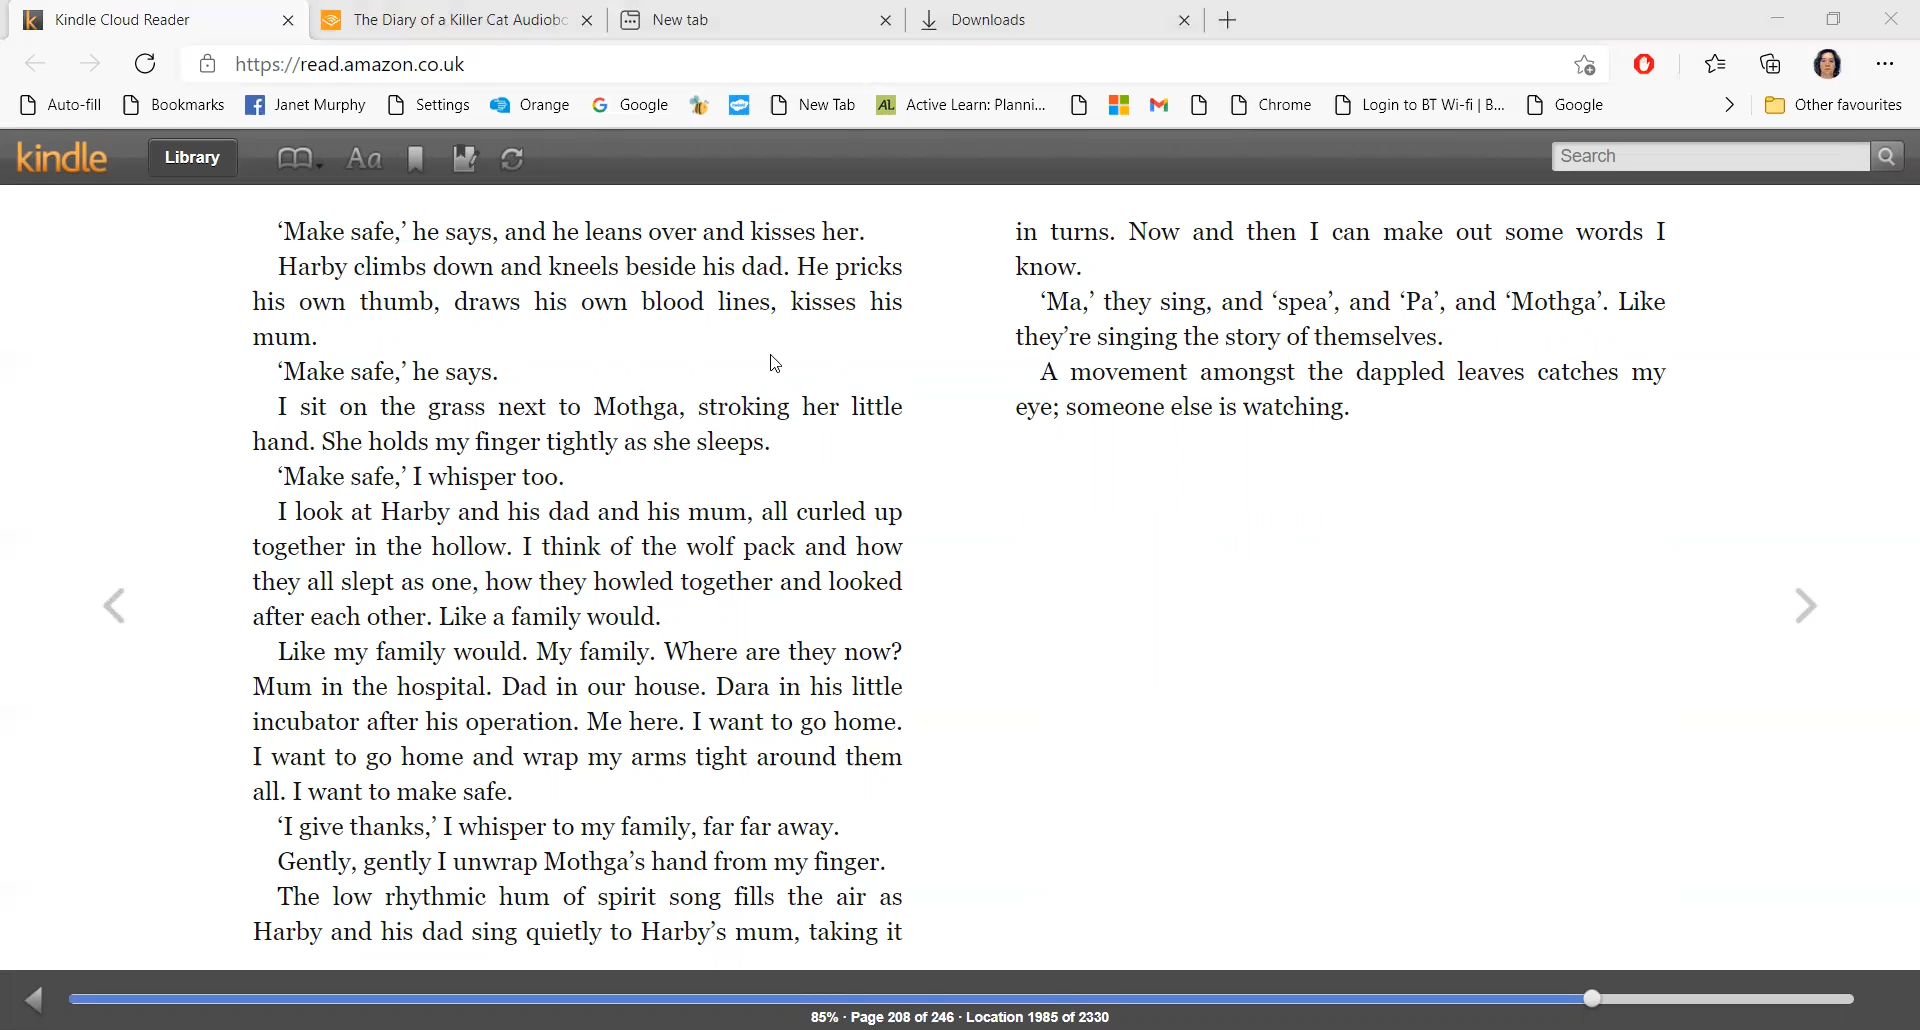 Kindle Cloud Reader
The Diary of a Killer Cat Audiobo
New tab
Downloads
https://read.amazon.co.uk
Auto-fill
Bookmarks
Janet Murphy
Settings
Orange
Google
New Tab
AL
Active Learn: Planni...
Chrome
Login to BT Wi-fi | B...
Google
Other favourites
kindle
Library
Aa
Search
‘Make safe,’ he says, and he leans over and kisses her.
Harby climbs down and kneels beside his dad. He pricks
his own thumb, draws his own blood lines, kisses his
mum.
‘Make safe,’ he says.
I sit on the grass next to Mothga, stroking her little
hand. She holds my finger tightly as she sleeps.
‘Make safe,’ I whisper too.
I look at Harby and his dad and his mum, all curled up
together in the hollow. I think of the wolf pack and how
they all slept as one, how they howled together and looked
after each other. Like a family would.
Like my family would. My family. Where are they now?
Mum in the hospital. Dad in our house. Dara in his little
incubator after his operation. Me here. I want to go home.
I want to go home and wrap my arms tight around them
all. I want to make safe.
‘I give thanks,’ I whisper to my family, far far away.
Gently, gently I unwrap Mothga’s hand from my finger.
The low rhythmic hum of spirit song fills the air as
Harby and his dad sing quietly to Harby’s mum, taking it
in turns. Now and then I can make out some words I
know.
‘Ma,’ they sing, and ‘spea’, and ‘Pa’, and ‘Mothga’. Like
they’re singing the story of themselves.
A movement amongst the dappled leaves catches my
eye; someone else is watching.
85% · Page 208 of 246 · Location 1985 of 2330